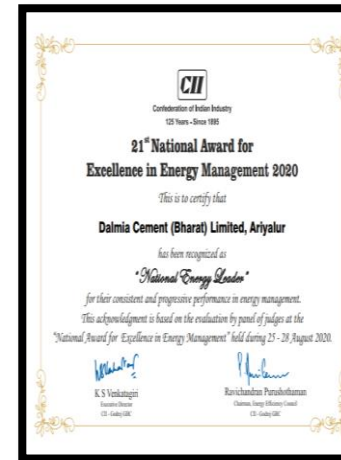 CII
Confederation of Indian Industry
125 Years - Since 1895
21st National Award for
Excellence in Energy Management 2020
This is to certify that
Dalmia Cement (Bharat) Limited, Ariyalur
has been recognized as
"National Energy Leader"
for their consistent and progressive performance in energy management.
This acknowledgment is based on the evaluation by panel of judges at the
"National Award for Excellence in Energy Management" held during 25 - 28 August 2020.
K S Venkatagiri
Executive Director
CII - Godrej GBC
Ravichandran Purushothaman
Chairman, Energy Efficiency Council
CII - Godrej GBC